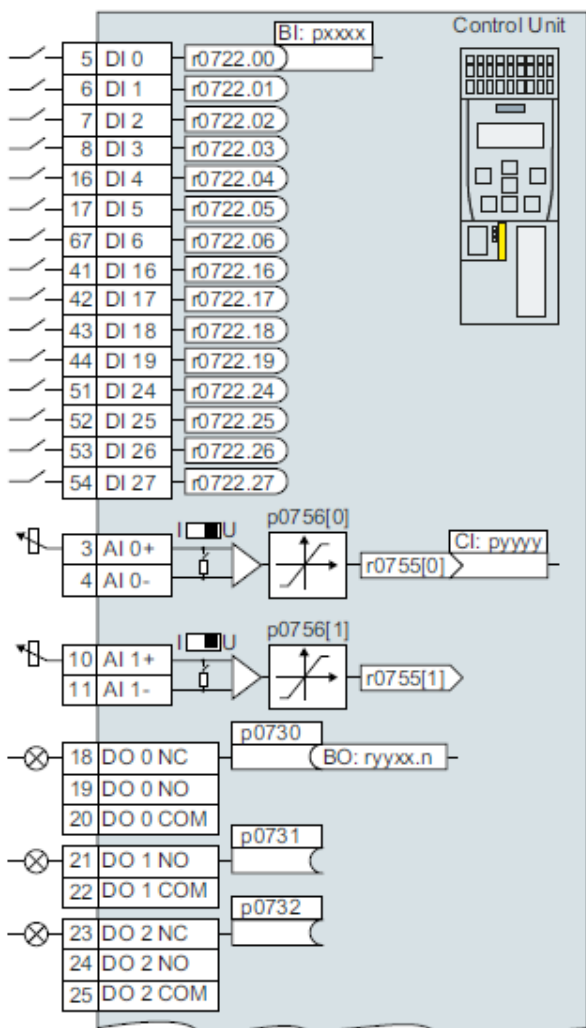 BI: pxxxx
Control Unit
5 DI 0 r0722.00
6 DI 1 r0722.01
7 DI 2 r0722.02
8 DI 3 r0722.03
16 DI 4 r0722.04
17 DI 5 r0722.05
67 DI 6 r0722.06
41 DI 16 r0722.16
42 DI 17 r0722.17
43 DI 18 r0722.18
44 DI 19 r0722.19
51 DI 24 r0722.24
52 DI 25 r0722.25
53 DI 26 r0722.26
54 DI 27 r0722.27
p0756[0]
I U
CI: pyyyy
3 AI 0+
r0755[0]
4 AI 0-
p0756[1]
I U
10 AI 1+
r0755[1]
11 AI 1-
p0730
18 DO 0 NC BO: ryyxx.n
19 DO 0 NO
20 DO 0 COM
p0731
21 DO 1 NO
22 DO 1 COM
p0732
23 DO 2 NC
24 DO 2 NO
25 DO 2 COM